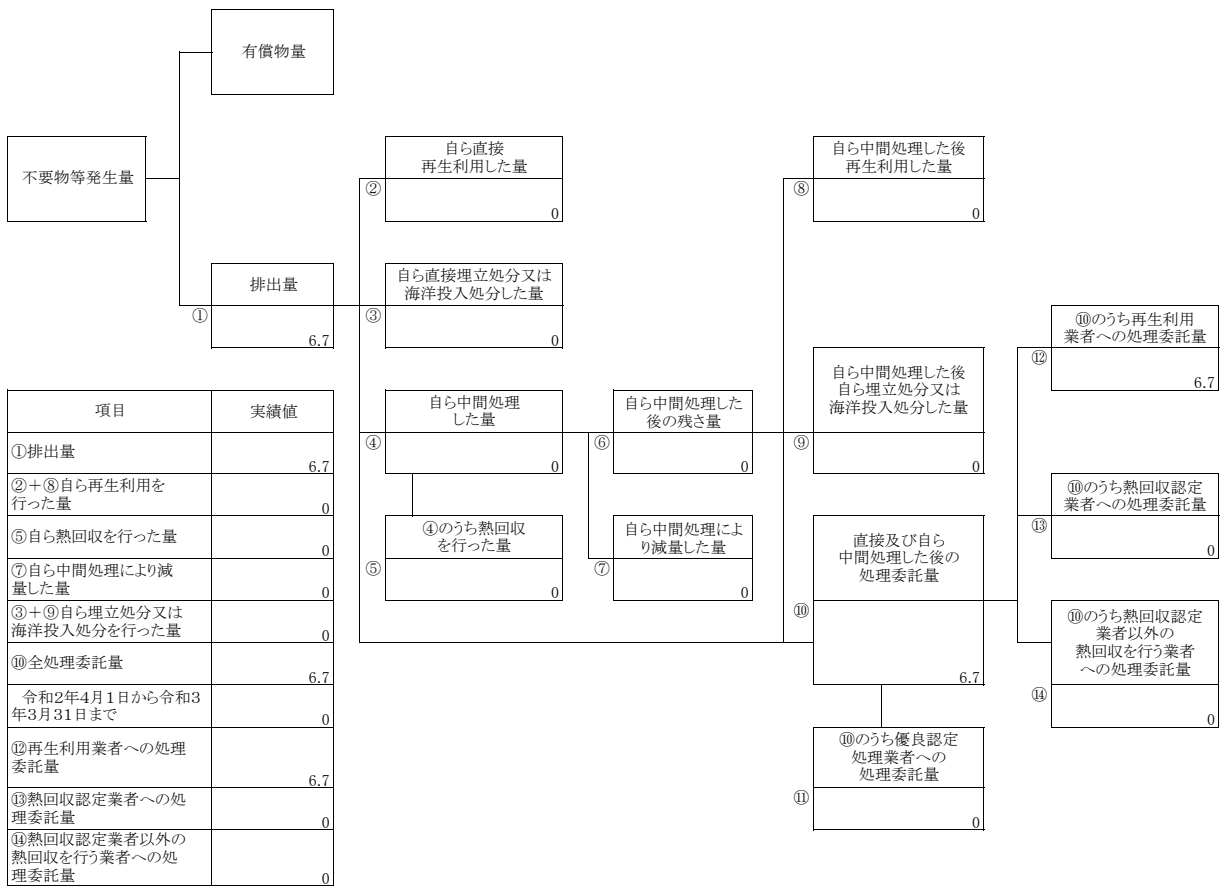 有償物量
不要物等発生量
自ら直接
再生利用した量
②
0
自ら中間処理した後
再生利用した量
⑧
0
排出量
①
6.7
自ら直接埋立処分又は
海洋投入処分した量
③
0
⑩のうち再生利用
業者への処理委託量
⑫
6.7
自ら中間処理
した量
④
0
自ら中間処理した
後の残さ量
⑥
0
自ら中間処理した後
自ら埋立処分又は
海洋投入処分した量
⑨
0
⑩のうち熱回収認定
業者への処理委託量
⑬
0
④のうち熱回収
を行った量
⑤
0
自ら中間処理によ
り減量した量
⑦
0
直接及び自ら
中間処理した後の
処理委託量
⑩
6.7
⑩のうち熱回収認定
業者以外の
熱回収を行う業者
への処理委託量
⑭
0
⑩のうち優良認定
処理業者への
処理委託量
⑪
0
項目 実績値
①排出量
6.7
②+⑧自ら再生利用を
行った量
0
⑤自ら熱回収を行った量
0
⑦自ら中間処理により減
量した量
0
③+⑨自ら埋立処分又は
海洋投入処分を行った量
0
⑩全処理委託量
6.7
令和2年4月1日から令和3
年3月31日まで
0
⑫再生利用業者への処理
委託量
6.7
⑬熱回収認定業者への処
理委託量
0
⑭熱回収認定業者以外の
熱回収を行う業者への処
理委託量
0